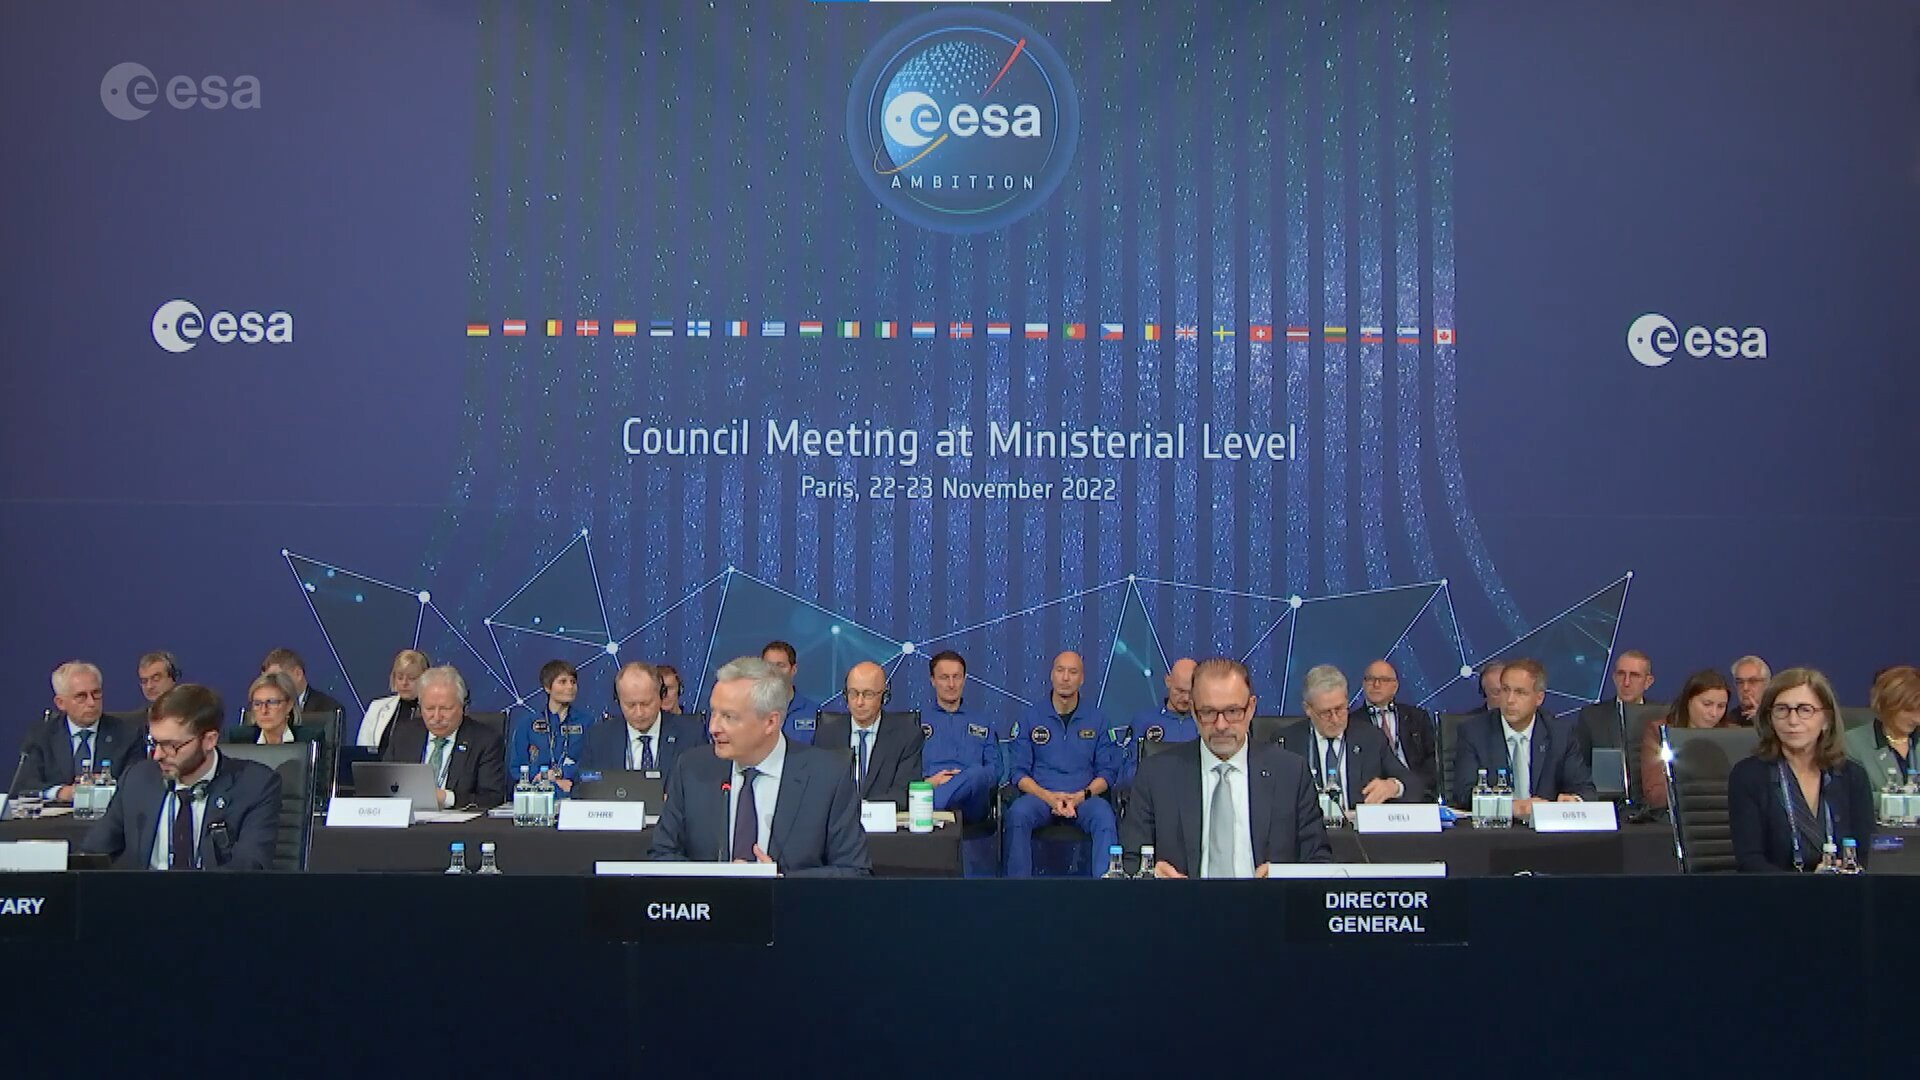 esa
esa
AMBITION
esa
esa
Council Meeting at Ministerial Level
Paris, 22-23 November 2022
D/SCI
D/HRE
D/ELI
D/STS
TARY
CHAIR
DIRECTOR
GENERAL